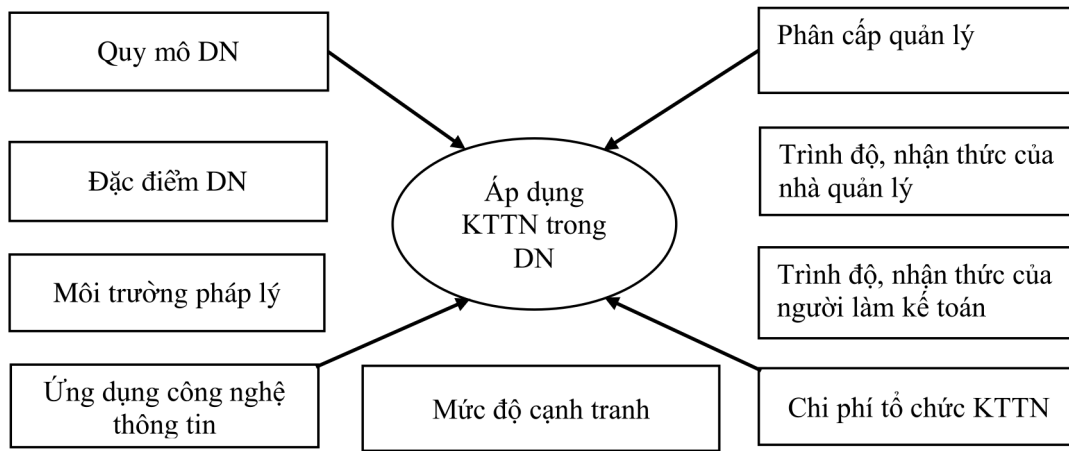 Quy mô DN
Phân cấp quản lý
Đặc điểm DN
Áp dụng
KTTN trong
DN
Trình độ, nhận thức của
nhà quản lý
Môi trường pháp lý
Trình độ, nhận thức của
người làm kế toán
Ứng dụng công nghệ
thông tin
Mức độ cạnh tranh
Chi phí tổ chức KTTN